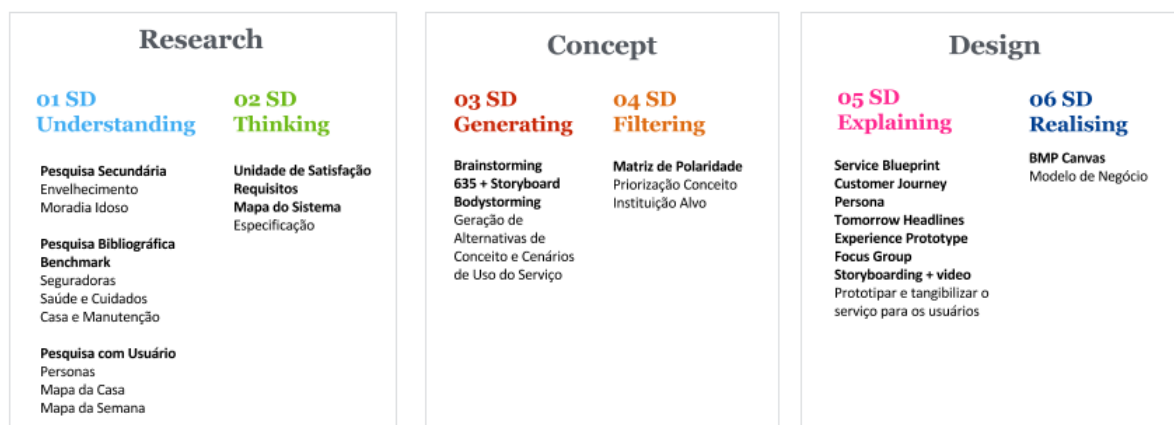 Research
01 SD
Understanding
Pesquisa Secundária
Envelhecimento
Moradia Idoso
Pesquisa Bibliográfica
Benchmark
Seguradoras
Saúde e Cuidados
Casa e Manutenção
Pesquisa com Usuário
Personas
Mapa da Casa
Mapa da Semana
02 SD
Thinking
Unidade de Satisfação
Requisitos
Mapa do Sistema
Especificação
Concept
03 SD
Generating
Brainstorming
635 + Storyboard
Bodystorming
Geração de
Alternativas de
Conceito e Cenários
de Uso do Serviço
04 SD
Filtering
Matriz de Polaridade
Priorização Conceito
Instituição Alvo
Design
05 SD
Explaining
Service Blueprint
Customer Journey
Persona
Tomorrow Headlines
Experience Prototype
Focus Group
Storyboarding + video
Prototipar e tangibilizar o
serviço para os usuários
06 SD
Realising
BMP Canvas
Modelo de Negócio